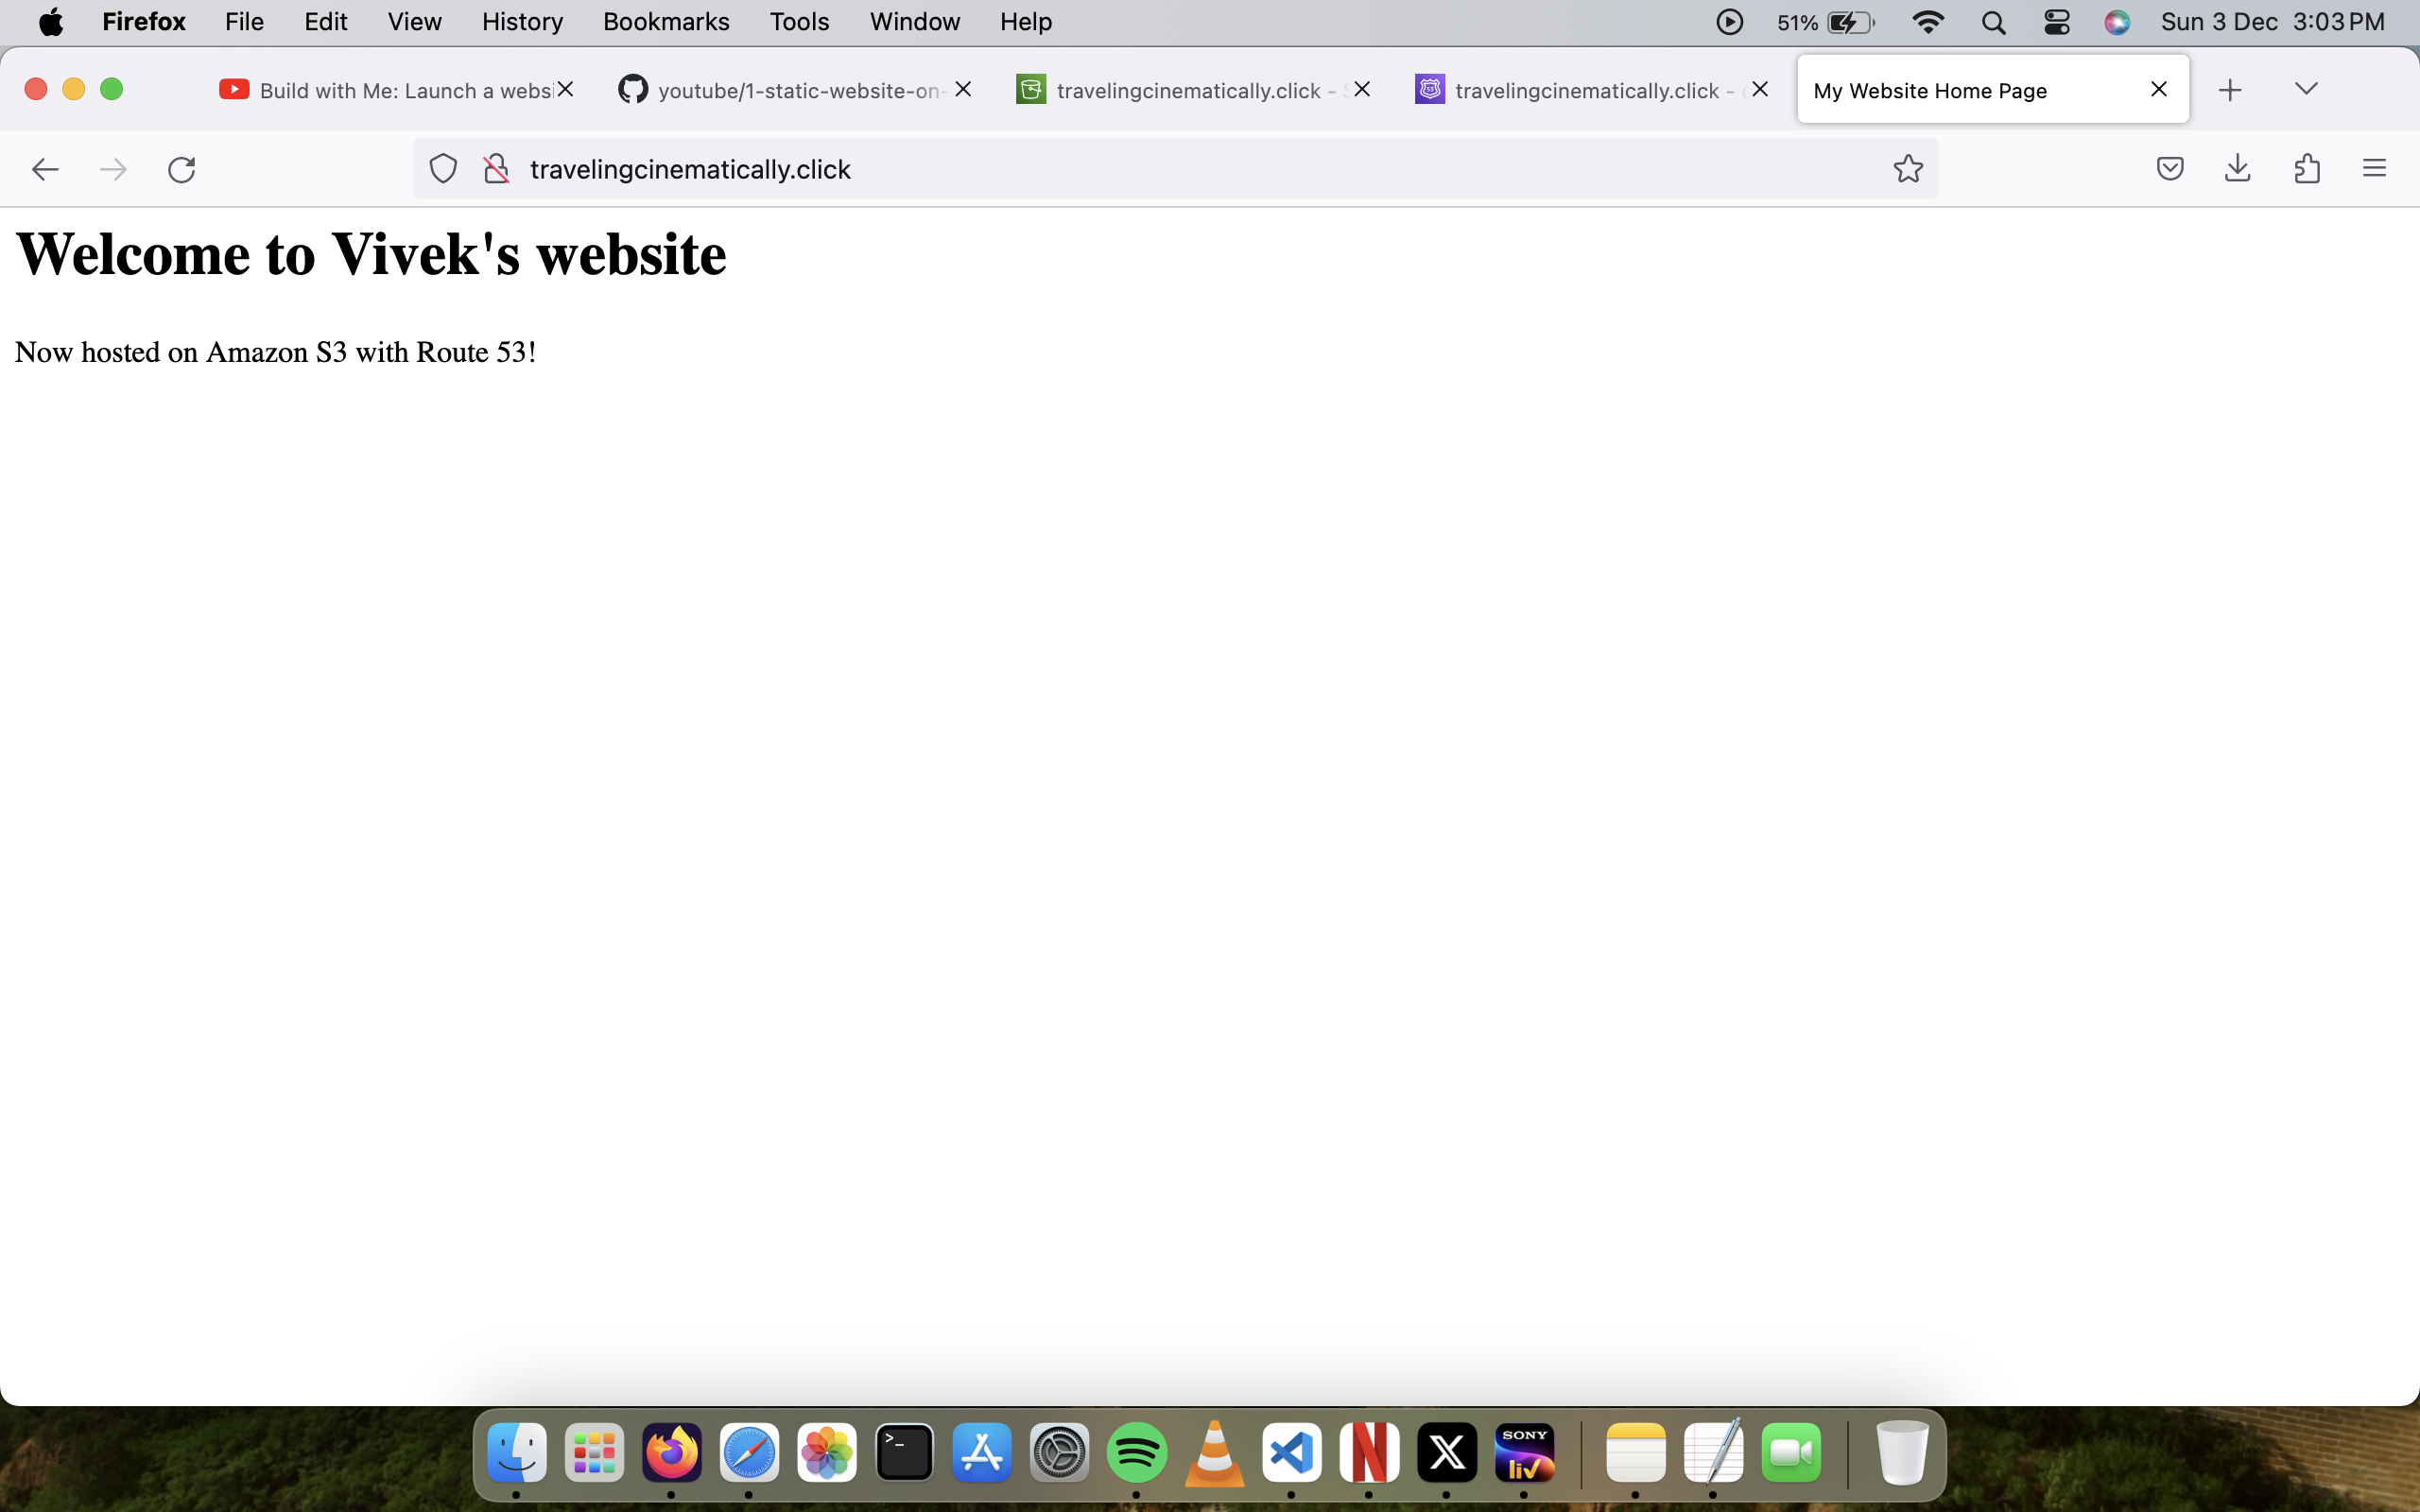 Firefox File Edit View History Bookmarks Tools Window Help 51% Sun 3 Dec 3:03 PM
Build with Me: Launch a websi youtube/1-static-website-on- travelingcinematically.click - travelingcinematically.click - My Website Home Page
travelingcinematically.click
Welcome to Vivek's website
Now hosted on Amazon S3 with Route 53!
SONY
liv